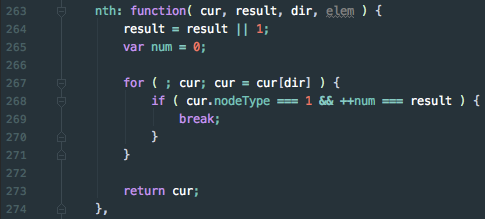 263 nth: function( cur, result, dir, elem ) {
264     result = result || 1;
265     var num = 0;
266
267     for ( ; cur; cur = cur[dir] ) {
268         if ( cur.nodeType === 1 && ++num === result ) {
269             break;
270         }
271     }
272
273     return cur;
274 },